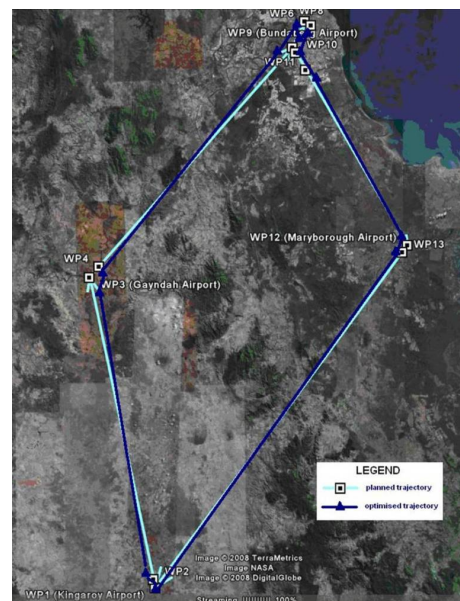 WP6 WP8
WP9 (Bundaberg Airport)
WP10
WP11
WP12 (Maryborough Airport)
WP13
WP4
WP3 (Gayndah Airport)
LEGEND
planned trajectory
optimised trajectory
WP2
Image © 2008 TerraMetrics
Image NASA
Image © 2008 DigitalGlobe
WP1 (Kingaroy Airport)
Streaming |||||||||| 100%